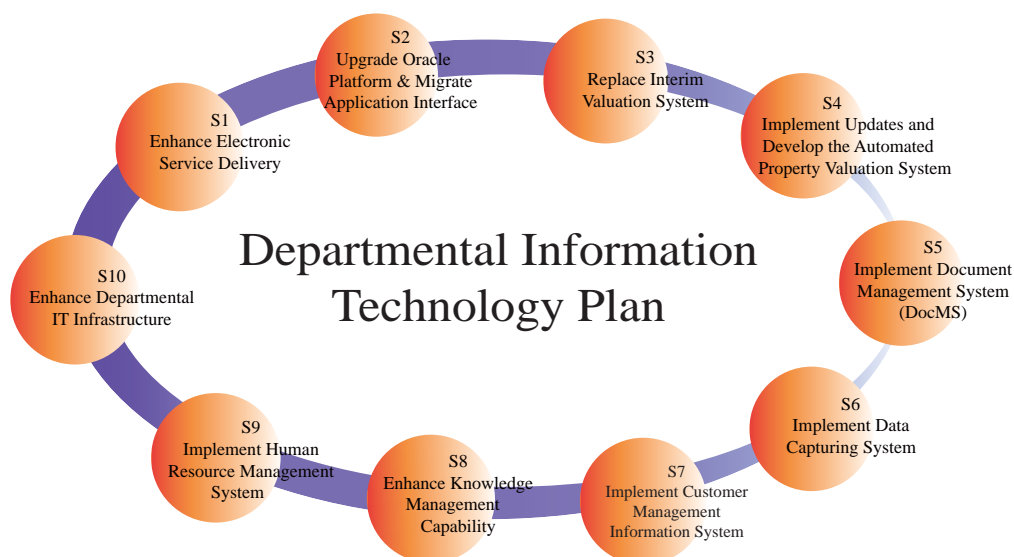 S1
Enhance Electronic
Service Delivery
S2
Upgrade Oracle
Platform & Migrate
Application Interface
S3
Replace Interim
Valuation System
S4
Implement Updates and
Develop the Automated
Property Valuation System
S5
Implement Document
Management System
(DocMS)
S6
Implement Data
Capturing System
S7
Implement Customer
Management
Information System
S8
Enhance Knowledge
Management
Capability
S9
Implement Human
Resource Management
System
S10
Enhance Departmental
IT Infrastructure
Departmental Information
Technology Plan